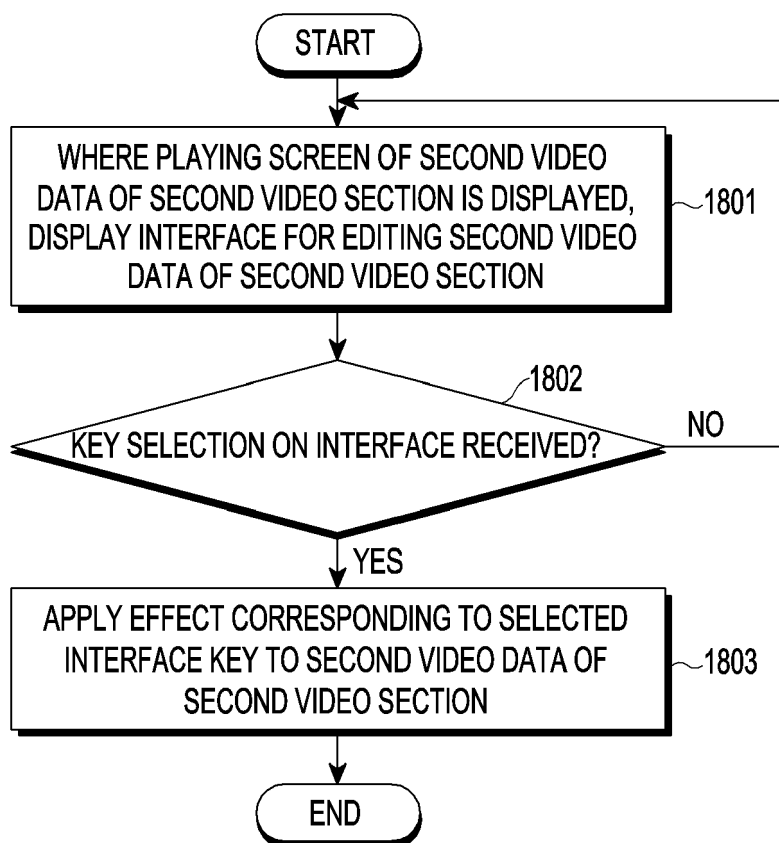 START
WHERE PLAYING SCREEN OF SECOND VIDEO
DATA OF SECOND VIDEO SECTION IS DISPLAYED,
DISPLAY INTERFACE FOR EDITING SECOND VIDEO
DATA OF SECOND VIDEO SECTION
1801
1802
KEY SELECTION ON INTERFACE RECEIVED?
NO
YES
APPLY EFFECT CORRESPONDING TO SELECTED
INTERFACE KEY TO SECOND VIDEO DATA OF
SECOND VIDEO SECTION
1803
END